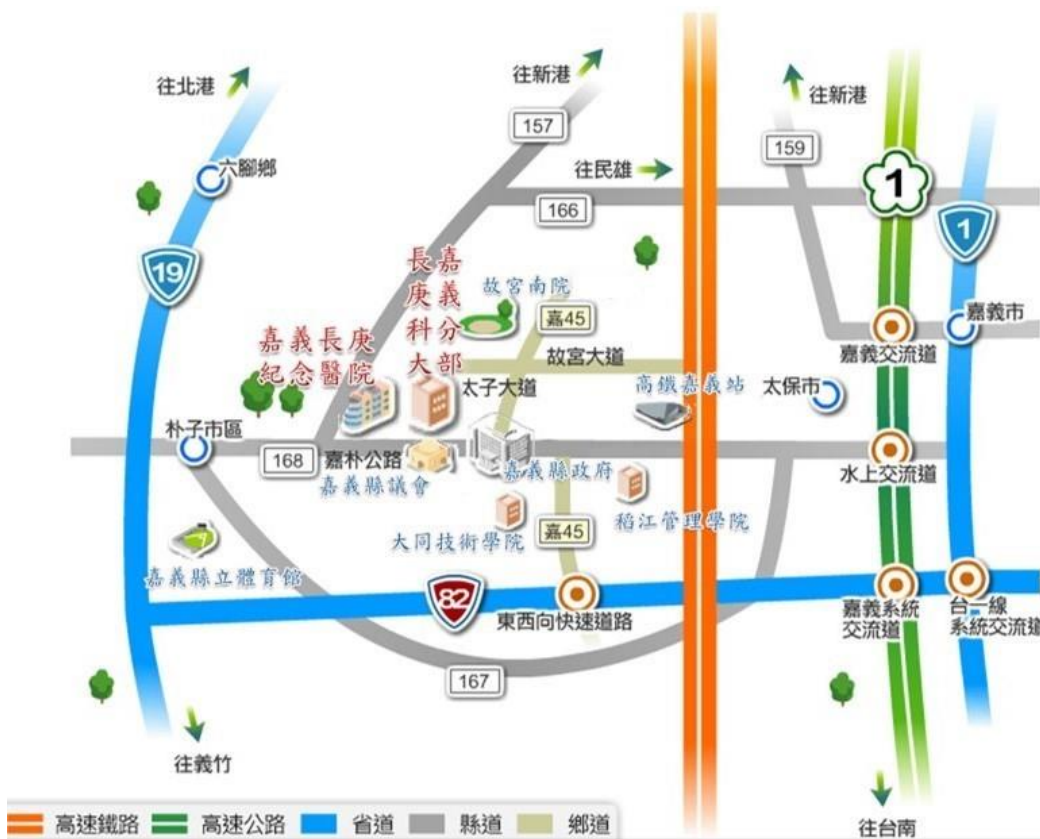 往北港
往新港
往新港
157
159
往民雄
六腳鄉
166
1
1
19
長庚科大
嘉義分部
故宮南院
嘉45
嘉義市
嘉義長庚
紀念醫院
嘉義交流道
故宮大道
太子大道
高鐵嘉義站
太保市
朴子市區
168
嘉朴公路
嘉義縣議會
嘉義縣政府
水上交流道
稻江管理學院
大同技術學院
嘉45
嘉義縣立體育館
82
東西向快速道路
嘉義系統
交流道
台一線
系統交流道
167
往義竹
往台南
高速鐵路
高速公路
省道
縣道
鄉道